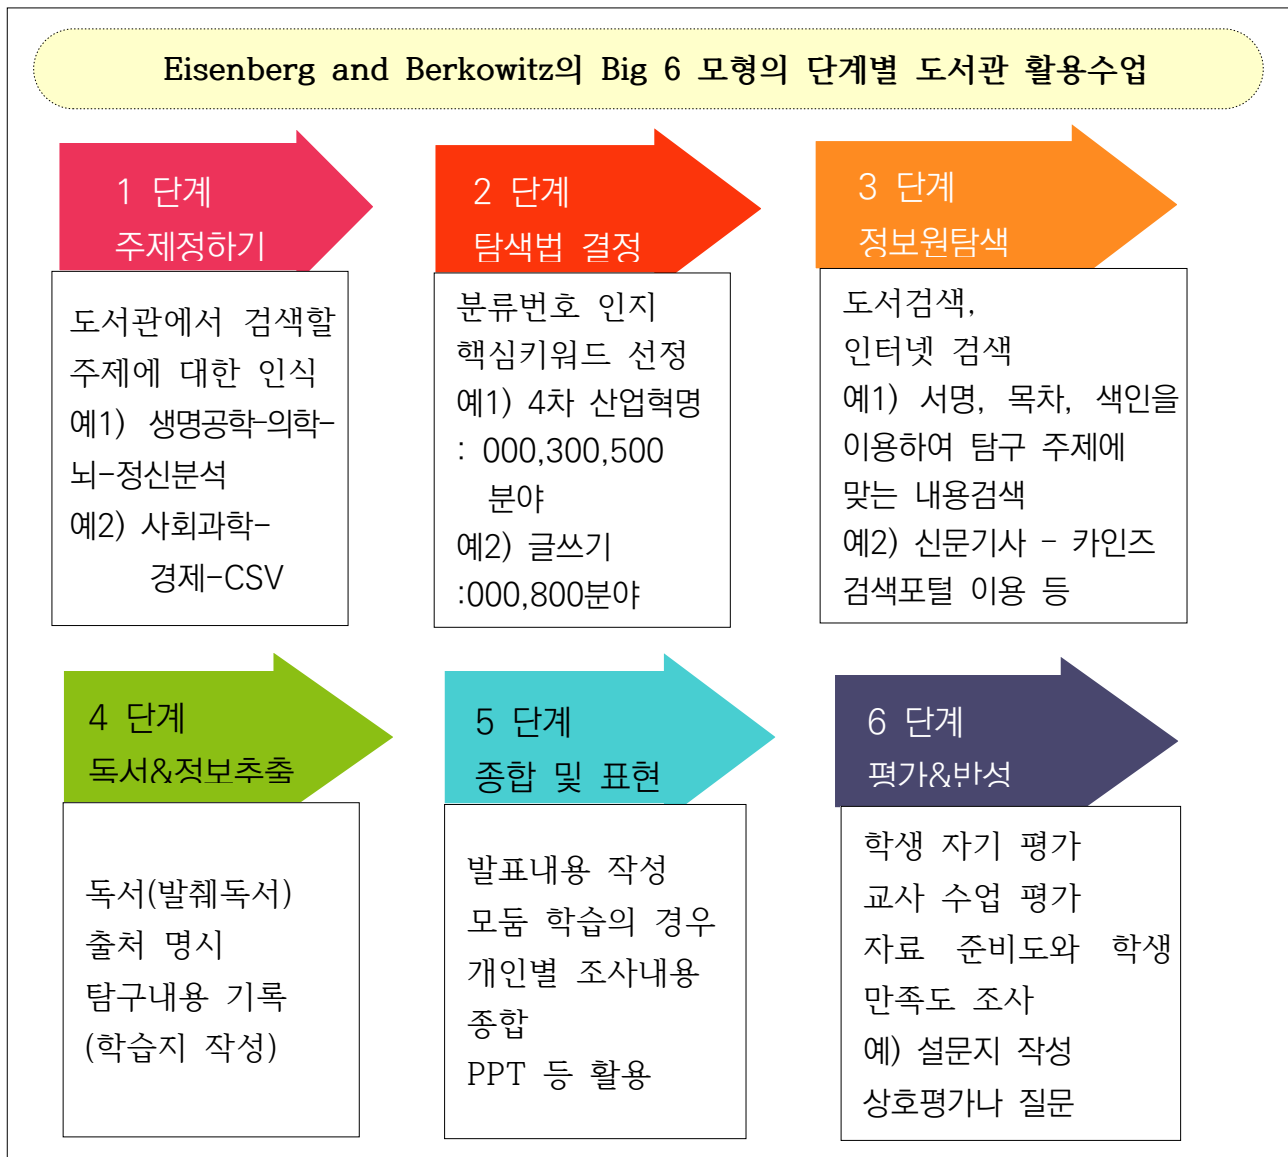 Eisenberg and Berkowitz의 Big 6 모형의 단계별 도서관 활용수업
1 단계
주제정하기
도서관에서 검색할
주제에 대한 인식
예1) 생명공학-의학-
뇌-정신분석
예2) 사회과학-
경제-CSV
2 단계
탐색법 결정
분류번호 인지
핵심키워드 선정
예1) 4차 산업혁명
: 000,300,500
분야
예2) 글쓰기
:000,800분야
3 단계
정보원탐색
도서검색,
인터넷 검색
예1) 서명, 목차, 색인을
이용하여 탐구 주제에
맞는 내용검색
예2) 신문기사 - 카인즈
검색포털 이용 등
4 단계
독서&정보추출
독서(발췌독서)
출처 명시
탐구내용 기록
(학습지 작성)
5 단계
종합 및 표현
발표내용 작성
모둠 학습의 경우
개인별 조사내용
종합
PPT 등 활용
6 단계
평가&반성
학생 자기 평가
교사 수업 평가
자료 준비도와 학생
만족도 조사
예) 설문지 작성
상호평가나 질문